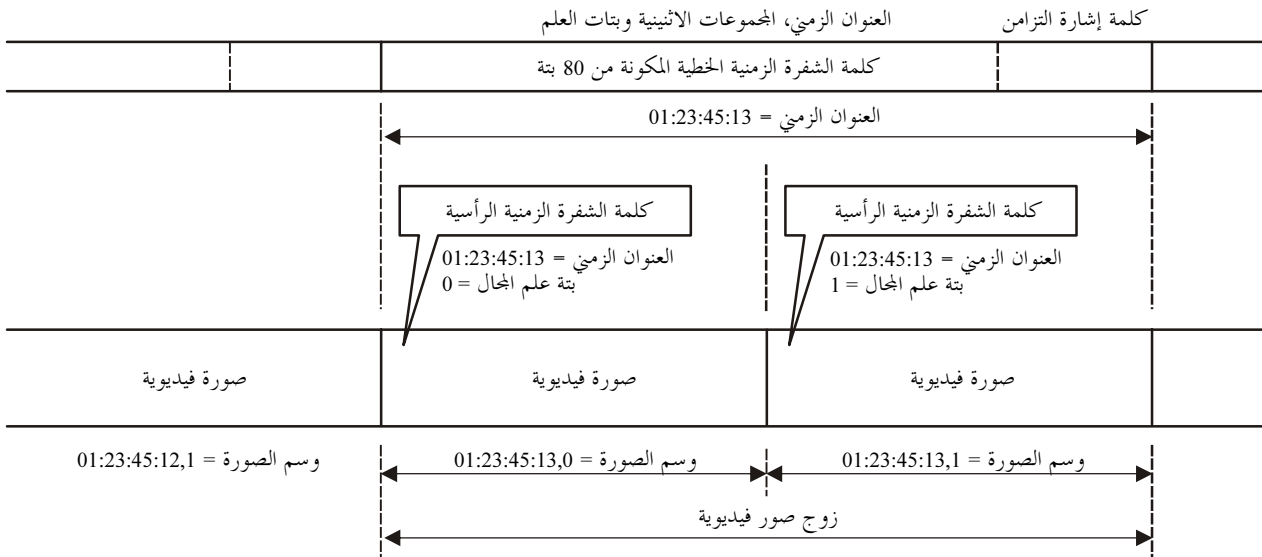 العنوان الزمني، المجموعات الاثنينية وبتات العلم
كلمة إشارة التزامن
كلمة الشفرة الزمنية الخطية المكونة من 80 بتة
العنوان الزمني = 01:23:45:13
كلمة الشفرة الزمنية الرأسية
العنوان الزمني = 01:23:45:13
بتة علم المجال = 0
كلمة الشفرة الزمنية الرأسية
العنوان الزمني = 01:23:45:13
بتة علم المجال = 1
صورة فيديوية
صورة فيديوية
صورة فيديوية
وسم الصورة = 01:23:45:12,1
وسم الصورة = 01:23:45:13,0
وسم الصورة = 01:23:45:13,1
زوج صور فيديوية